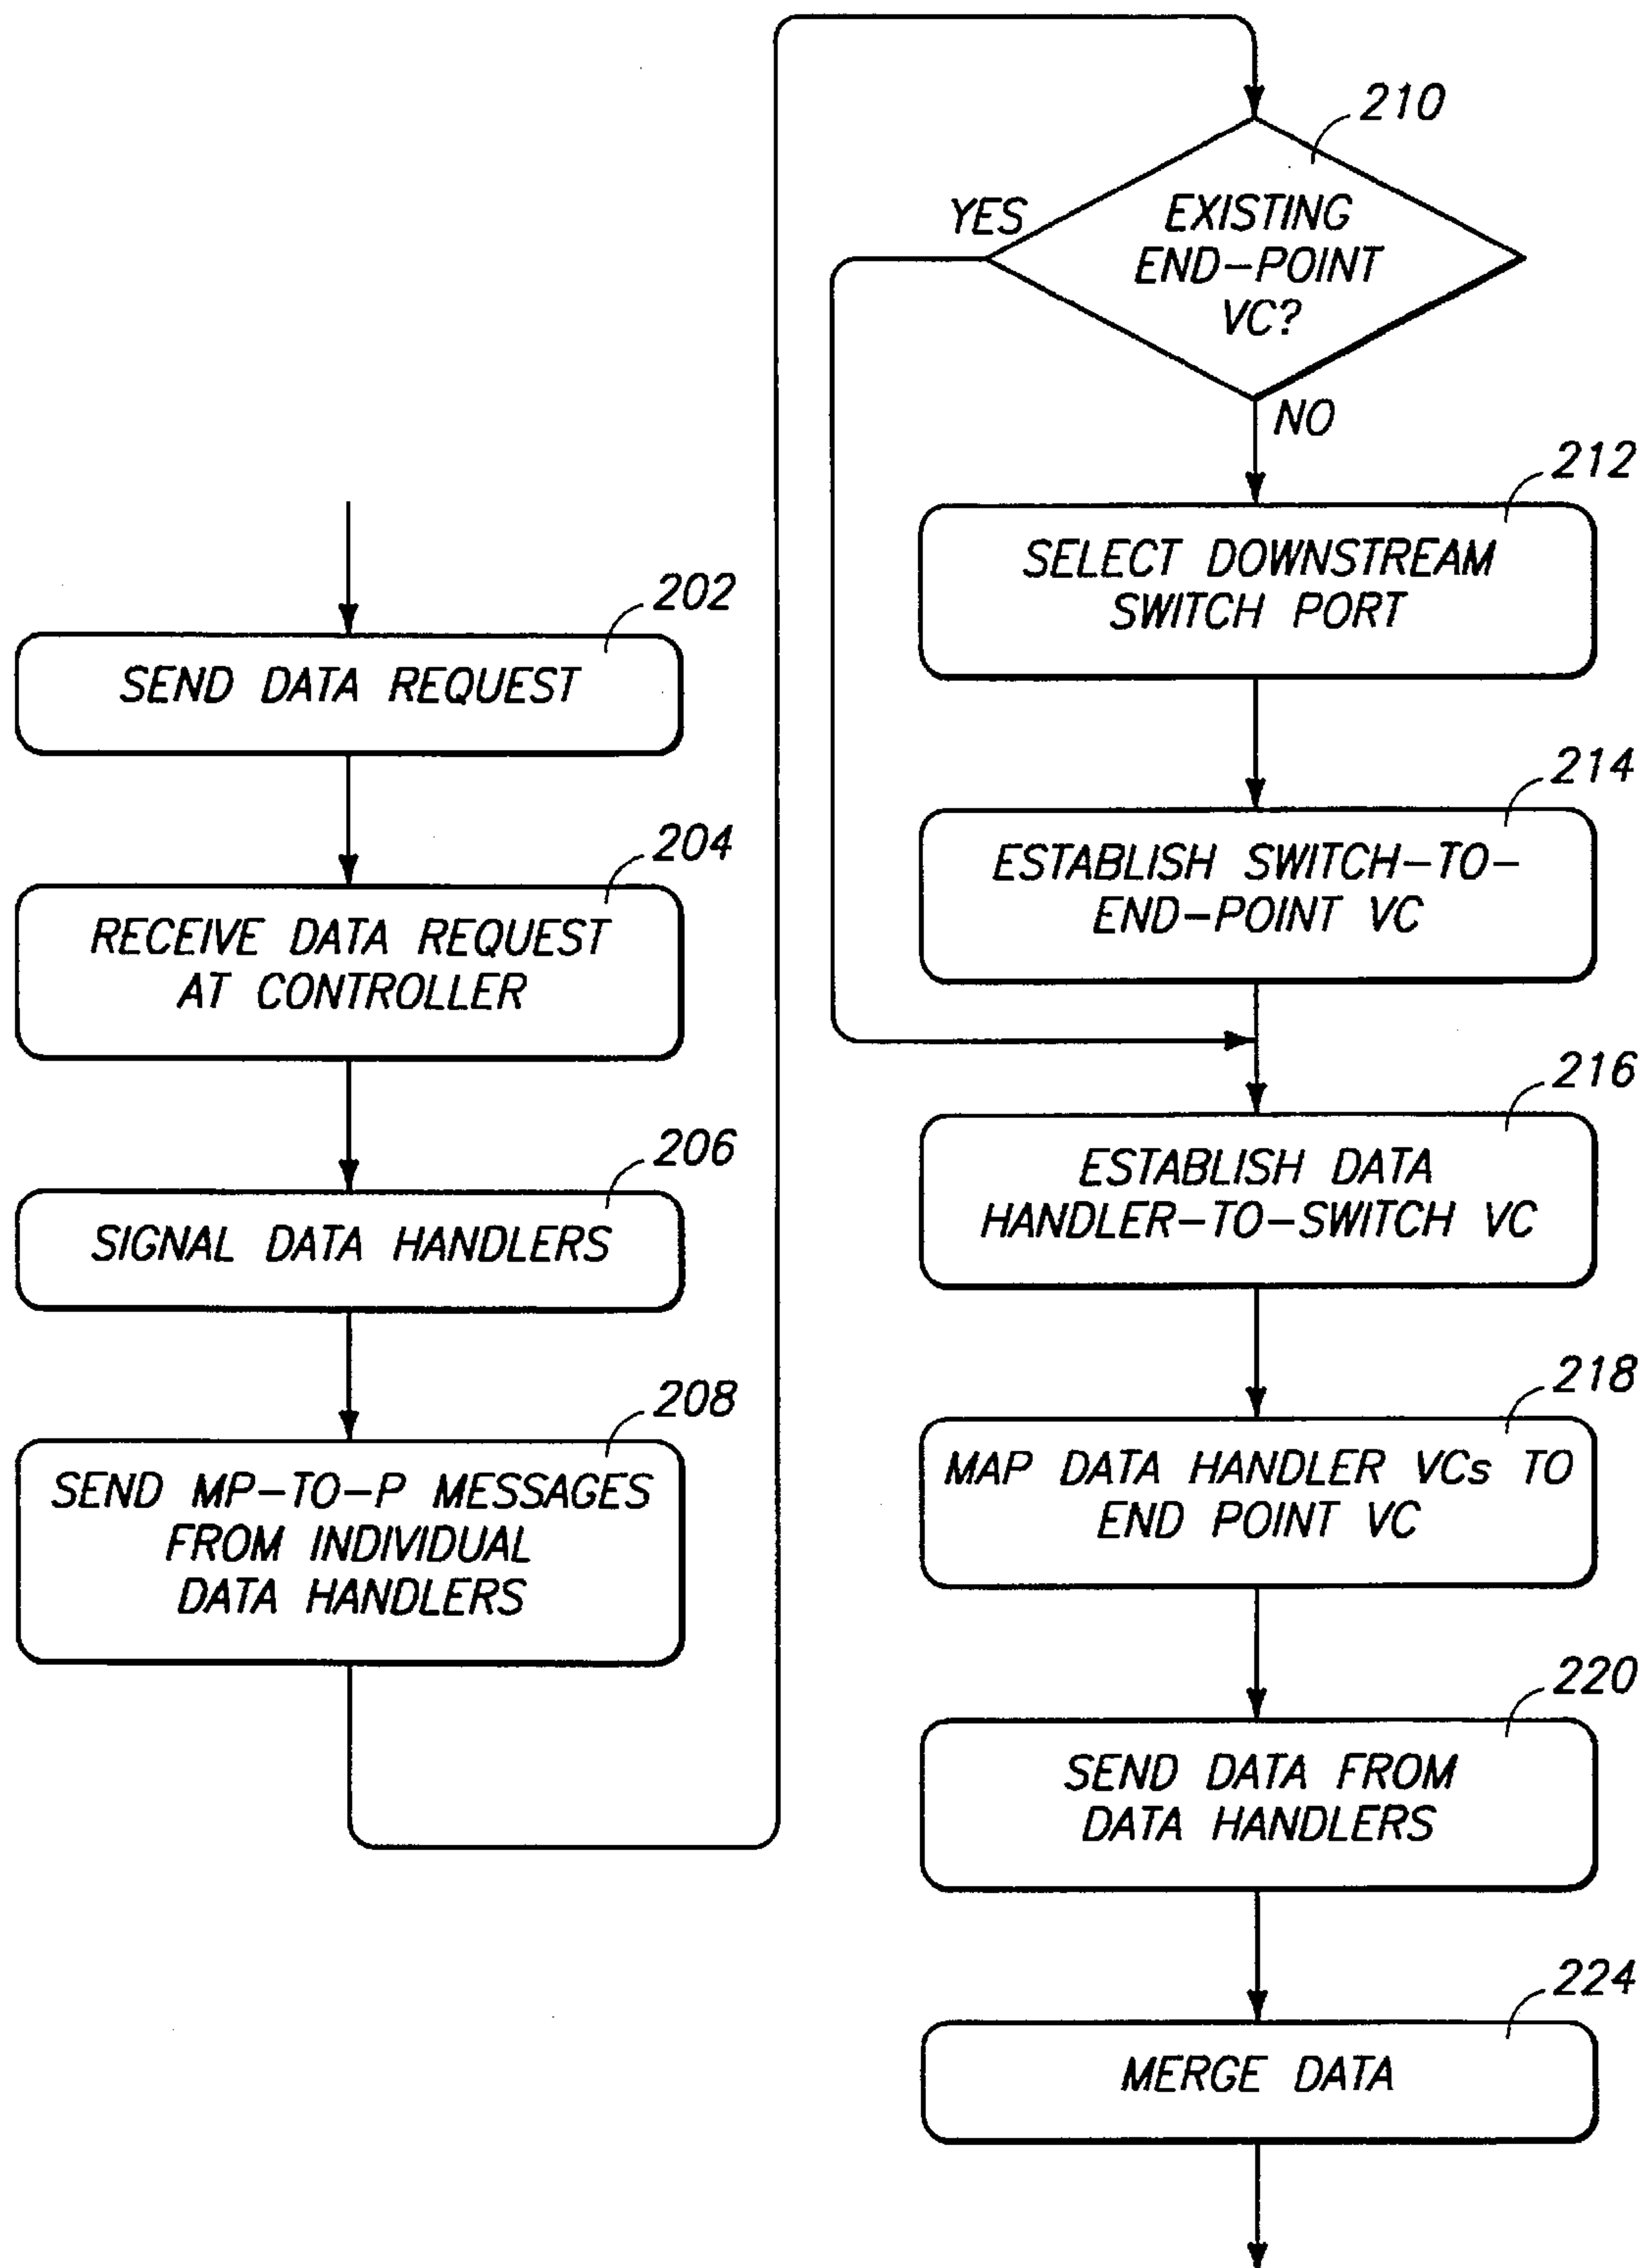 202
SEND DATA REQUEST
204
RECEIVE DATA REQUEST
AT CONTROLLER
206
SIGNAL DATA HANDLERS
208
SEND MP-TO-P MESSAGES
FROM INDIVIDUAL
DATA HANDLERS
210
EXISTING
END-POINT
VC?
YES
NO
212
SELECT DOWNSTREAM
SWITCH PORT
214
ESTABLISH SWITCH-TO-
END-POINT VC
216
ESTABLISH DATA
HANDLER-TO-SWITCH VC
218
MAP DATA HANDLER VCs TO
END POINT VC
220
SEND DATA FROM
DATA HANDLERS
224
MERGE DATA